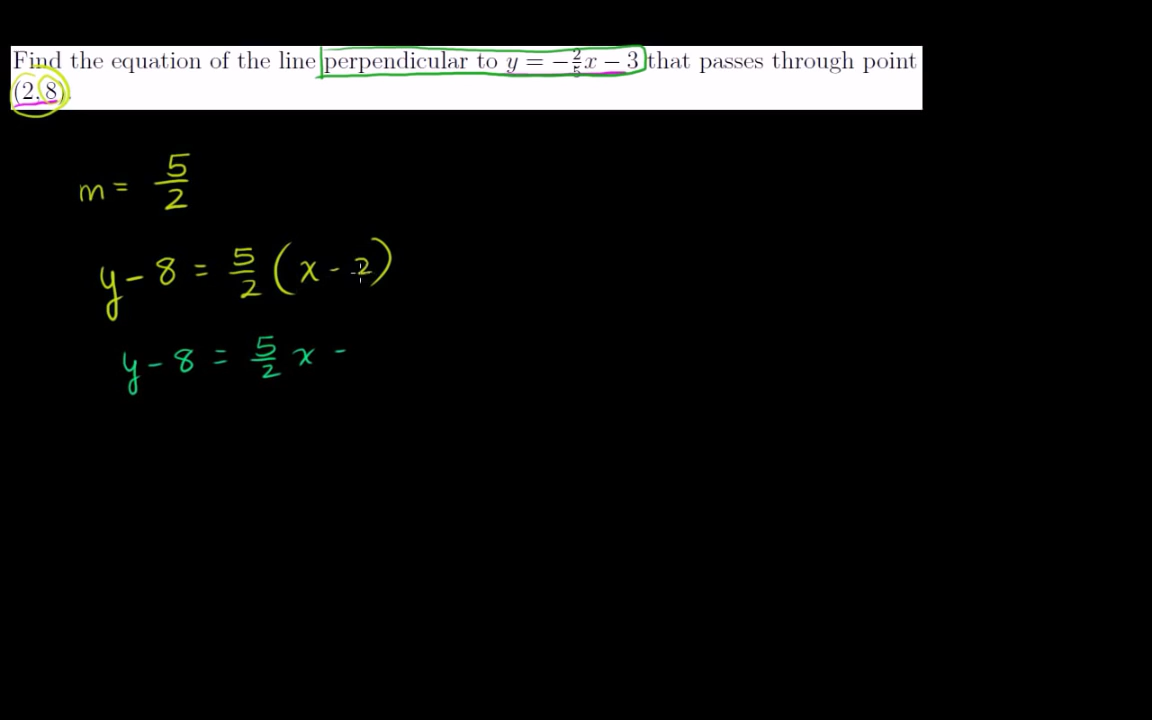 Find the equation of the line perpendicular to y = −2/5x − 3 that passes through point
(2, 8).
m = 5/2
y − 8 = 5/2 (x − 2)
y − 8 = 5/2 x −